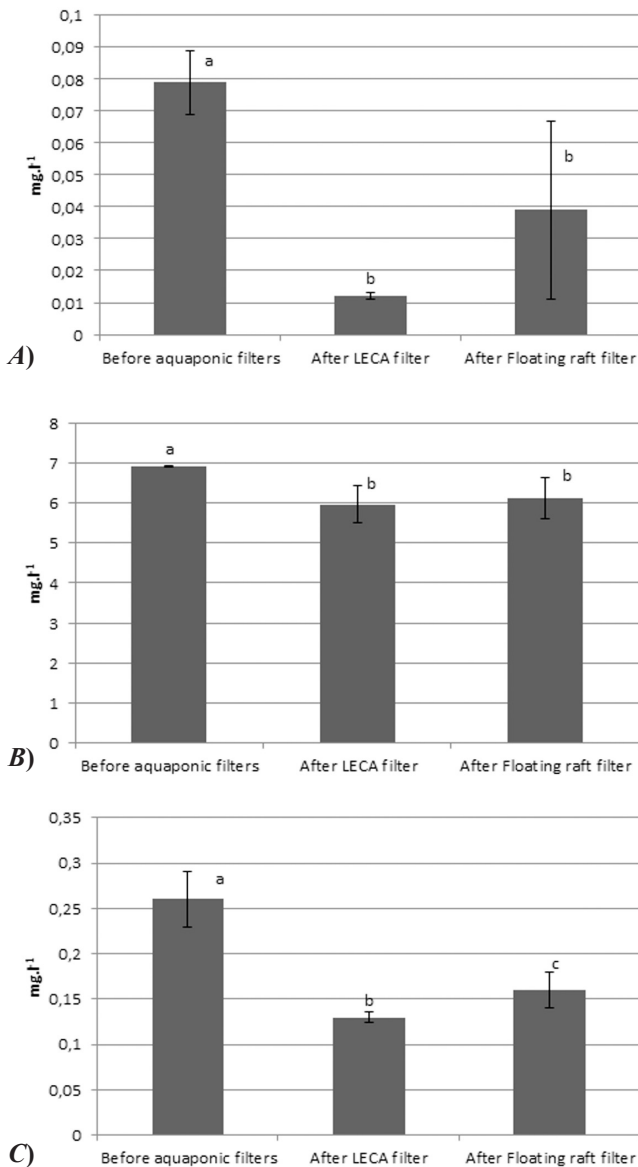 0,1
0,09
0,08
0,07
0,06
0,05
0,04
0,03
0,02
0,01
0
mg.l-1
a
b
b
Before aquaponic filters After LECA filter After Floating raft filter
A)
8
7
6
5
4
3
2
1
0
mg.l-1
a
b
b
Before aquaponic filters After LECA filter After Floating raft filter
B)
0,35
0,3
0,25
0,2
0,15
0,1
0,05
0
mg.l-1
a
b
c
Before aquaponic filters After LECA filter After Floating raft filter
C)